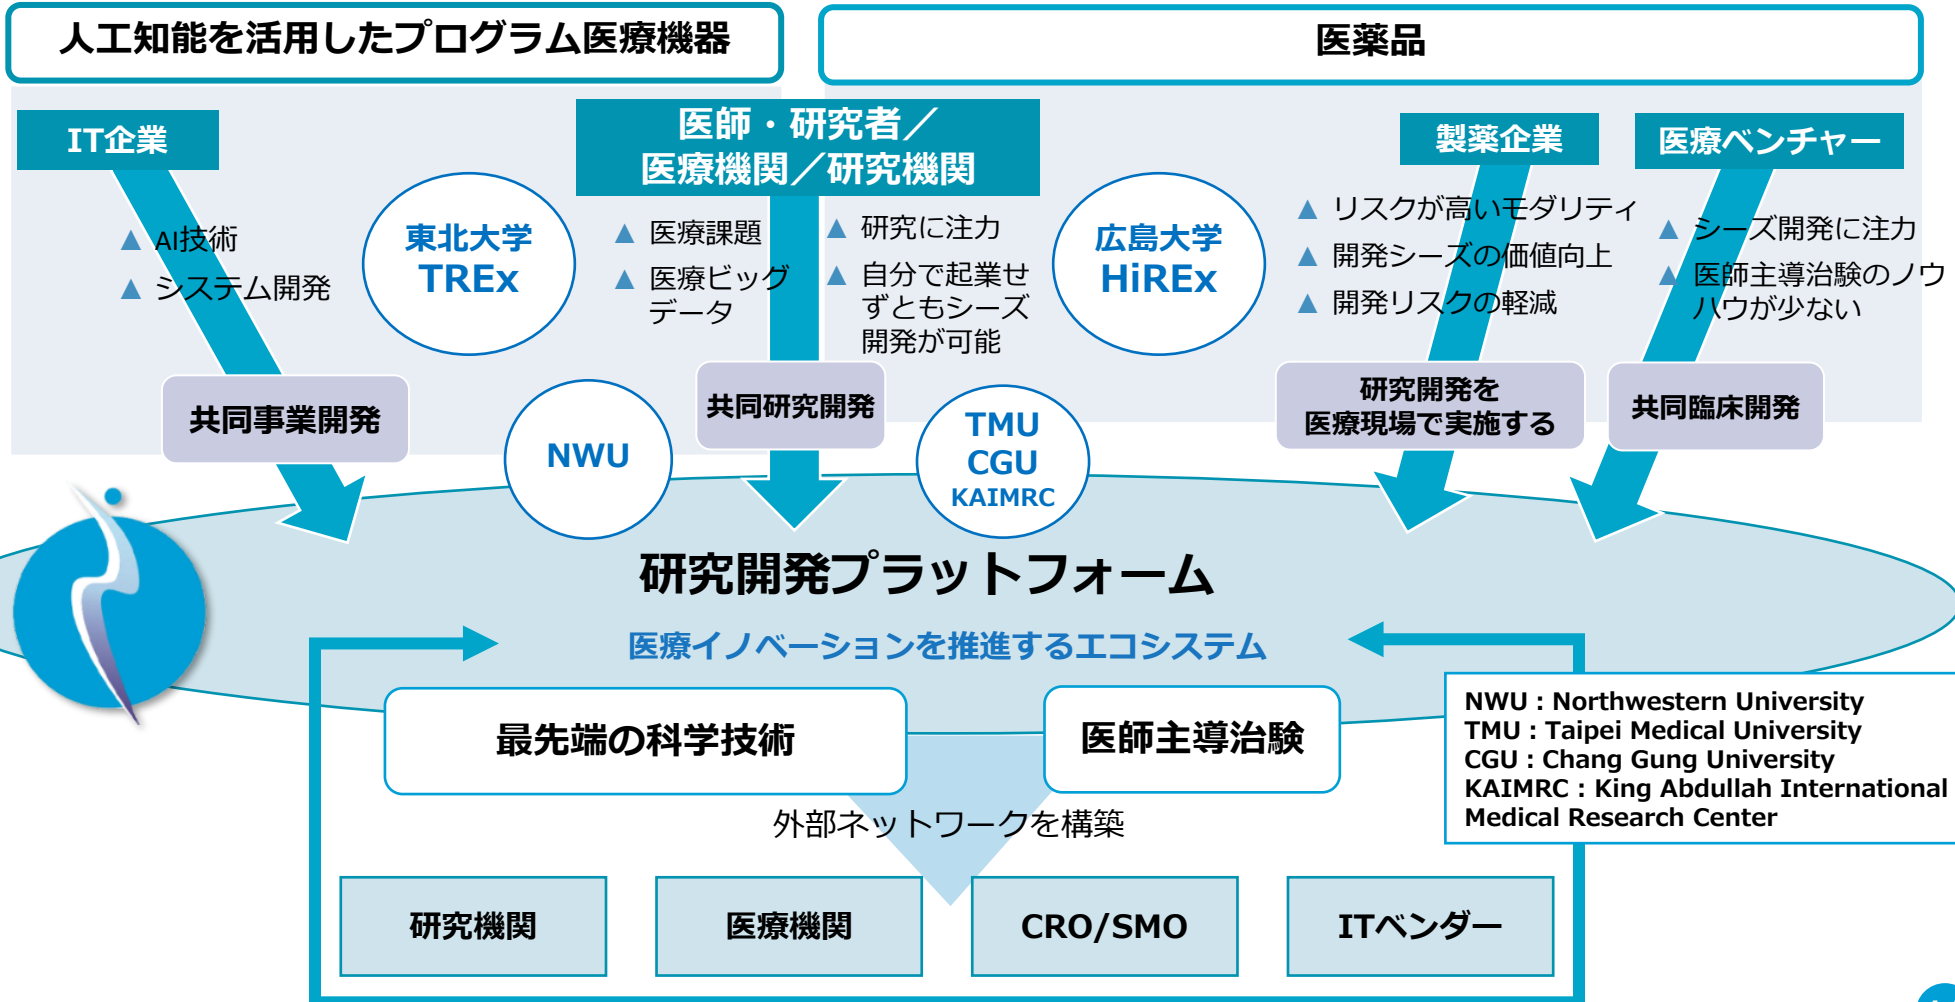 人工知能を活用したプログラム医療機器
医薬品
IT企業
▲ AI技術
▲ システム開発
東北大学
TREx
医師・研究者／
医療機関／研究機関
▲ 医療課題
▲ 医療ビッグ
データ
▲ 研究に注力
▲ 自分で起業せ
ずともシーズ
開発が可能
広島大学
HiREx
製薬企業
▲ リスクが高いモダリティ
▲ 開発シーズの価値向上
▲ 開発リスクの軽減
医療ベンチャー
▲ シーズ開発に注力
▲ 医師主導治験のノウ
ハウが少ない
共同事業開発
NWU
共同研究開発
TMU
CGU
KAIMRC
研究開発を
医療現場で実施する
共同臨床開発
研究開発プラットフォーム
医療イノベーションを推進するエコシステム
最先端の科学技術
医師主導治験
NWU：Northwestern University
TMU：Taipei Medical University
CGU：Chang Gung University
KAIMRC：King Abdullah International
Medical Research Center
外部ネットワークを構築
研究機関
医療機関
CRO/SMO
ITベンダー